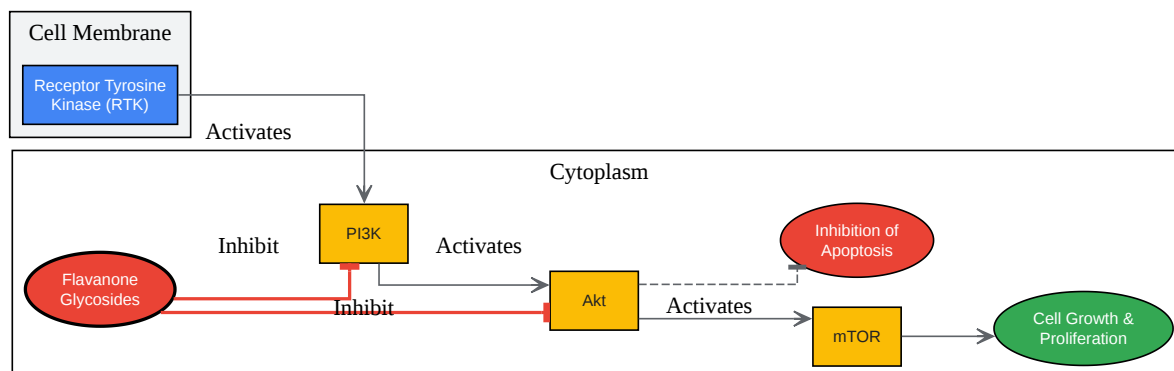 Cell Membrane
Receptor Tyrosine
Kinase (RTK)
Activates
Cytoplasm
PI3K
Inhibit
Activates
Inhibition of
Apoptosis
Flavanone
Glycosides
Inhibit
Akt
Activates
mTOR
Cell Growth &
Proliferation